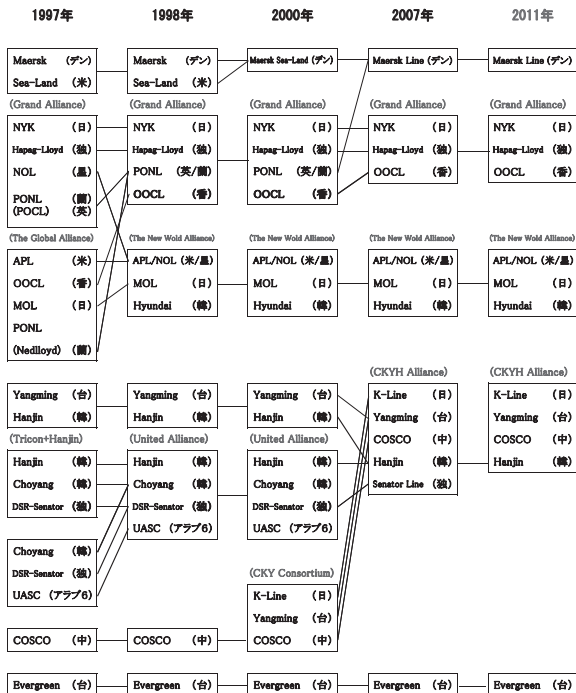 1997年
1998年
2000年
2007年
2011年
Maersk (デン)
Sea-Land (米)
Maersk (デン)
Sea-Land (米)
Maersk Sea-Land (デン)
Maersk Line (デン)
Maersk Line (デン)
(Grand Alliance)
NYK (日)
Hapag-Lloyd (独)
NOL (星)
PONL (蘭)
(POCL) (英)
(Grand Alliance)
NYK (日)
Hapag-Lloyd (独)
PONL (英/蘭)
OOCL (香)
(Grand Alliance)
NYK (日)
Hapag-Lloyd (独)
PONL (英/蘭)
OOCL (香)
(Grand Alliance)
NYK (日)
Hapag-Lloyd (独)
OOCL (香)
(Grand Alliance)
NYK (日)
Hapag-Lloyd (独)
OOCL (香)
(The Global Alliance)
APL (米)
OOCL (香)
MOL (日)
PONL
(Nedlloyd) (蘭)
(The New Wold Alliance)
APL/NOL (米/星)
MOL (日)
Hyundai (韓)
(The New Wold Alliance)
APL/NOL (米/星)
MOL (日)
Hyundai (韓)
(The New Wold Alliance)
APL/NOL (米/星)
MOL (日)
Hyundai (韓)
(The New Wold Alliance)
APL/NOL (米/星)
MOL (日)
Hyundai (韓)
Yangming (台)
Hanjin (韓)
Yangming (台)
Hanjin (韓)
Yangming (台)
Hanjin (韓)
(CKYH Alliance)
K-Line (日)
Yangming (台)
COSCO (中)
Hanjin (韓)
Senator Line (独)
(CKYH Alliance)
K-Line (日)
Yangming (台)
COSCO (中)
Hanjin (韓)
(Tricon+Hanjin)
Hanjin (韓)
Choyang (韓)
DSR-Senator (独)
(United Alliance)
Hanjin (韓)
Choyang (韓)
DSR-Senator (独)
UASC (アラブ6)
(United Alliance)
Hanjin (韓)
Choyang (韓)
DSR-Senator (独)
UASC (アラブ6)
Choyang (韓)
DSR-Senator (独)
UASC (アラブ6)
(CKY Consortium)
K-Line (日)
Yangming (台)
COSCO (中)
COSCO (中)
COSCO (中)
Evergreen (台)
Evergreen (台)
Evergreen (台)
Evergreen (台)
Evergreen (台)